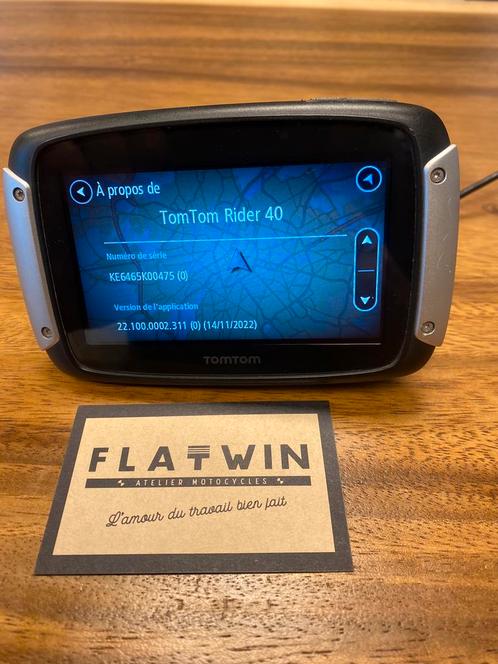 À propos de
TomTom Rider 40
Numéro de série
KE6465K00475 (0)
Version de l'application
22.100.0002.311 (0) (14/11/2022)
TOMTOM
FLATWIN
ATELIER MOTOCYCLES
L'amour du travail bien fait